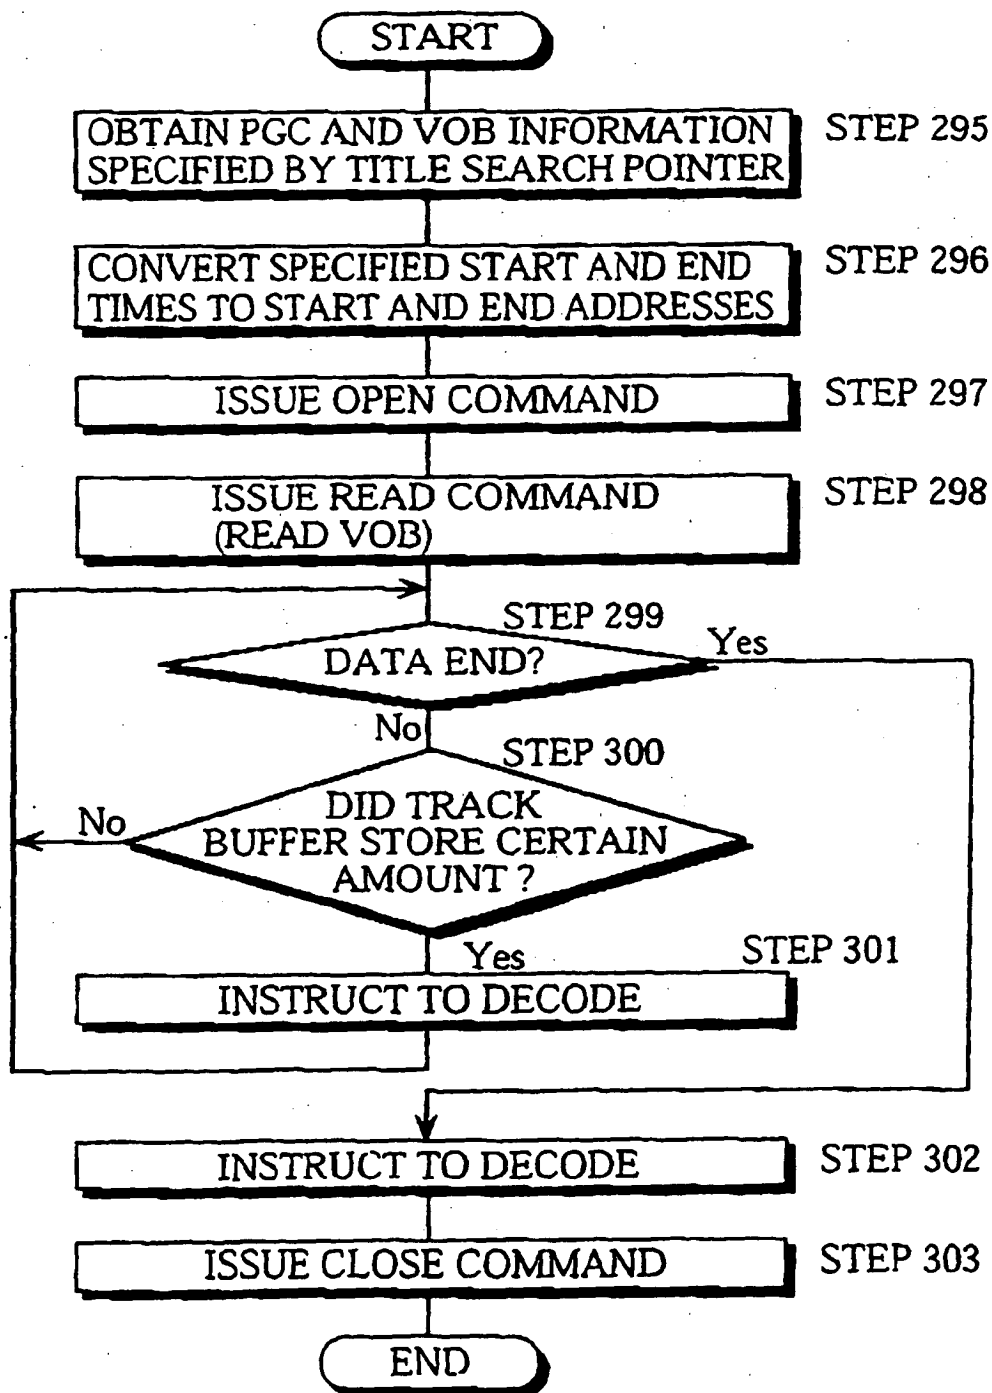 START
OBTAIN PGC AND VOB INFORMATION
SPECIFIED BY TITLE SEARCH POINTER
STEP 295
CONVERT SPECIFIED START AND END
TIMES TO START AND END ADDRESSES
STEP 296
ISSUE OPEN COMMAND
STEP 297
ISSUE READ COMMAND
(READ VOB)
STEP 298
STEP 299
DATA END?
Yes
No
STEP 300
DID TRACK
BUFFER STORE CERTAIN
AMOUNT ?
No
Yes
STEP 301
INSTRUCT TO DECODE
INSTRUCT TO DECODE
STEP 302
ISSUE CLOSE COMMAND
STEP 303
END